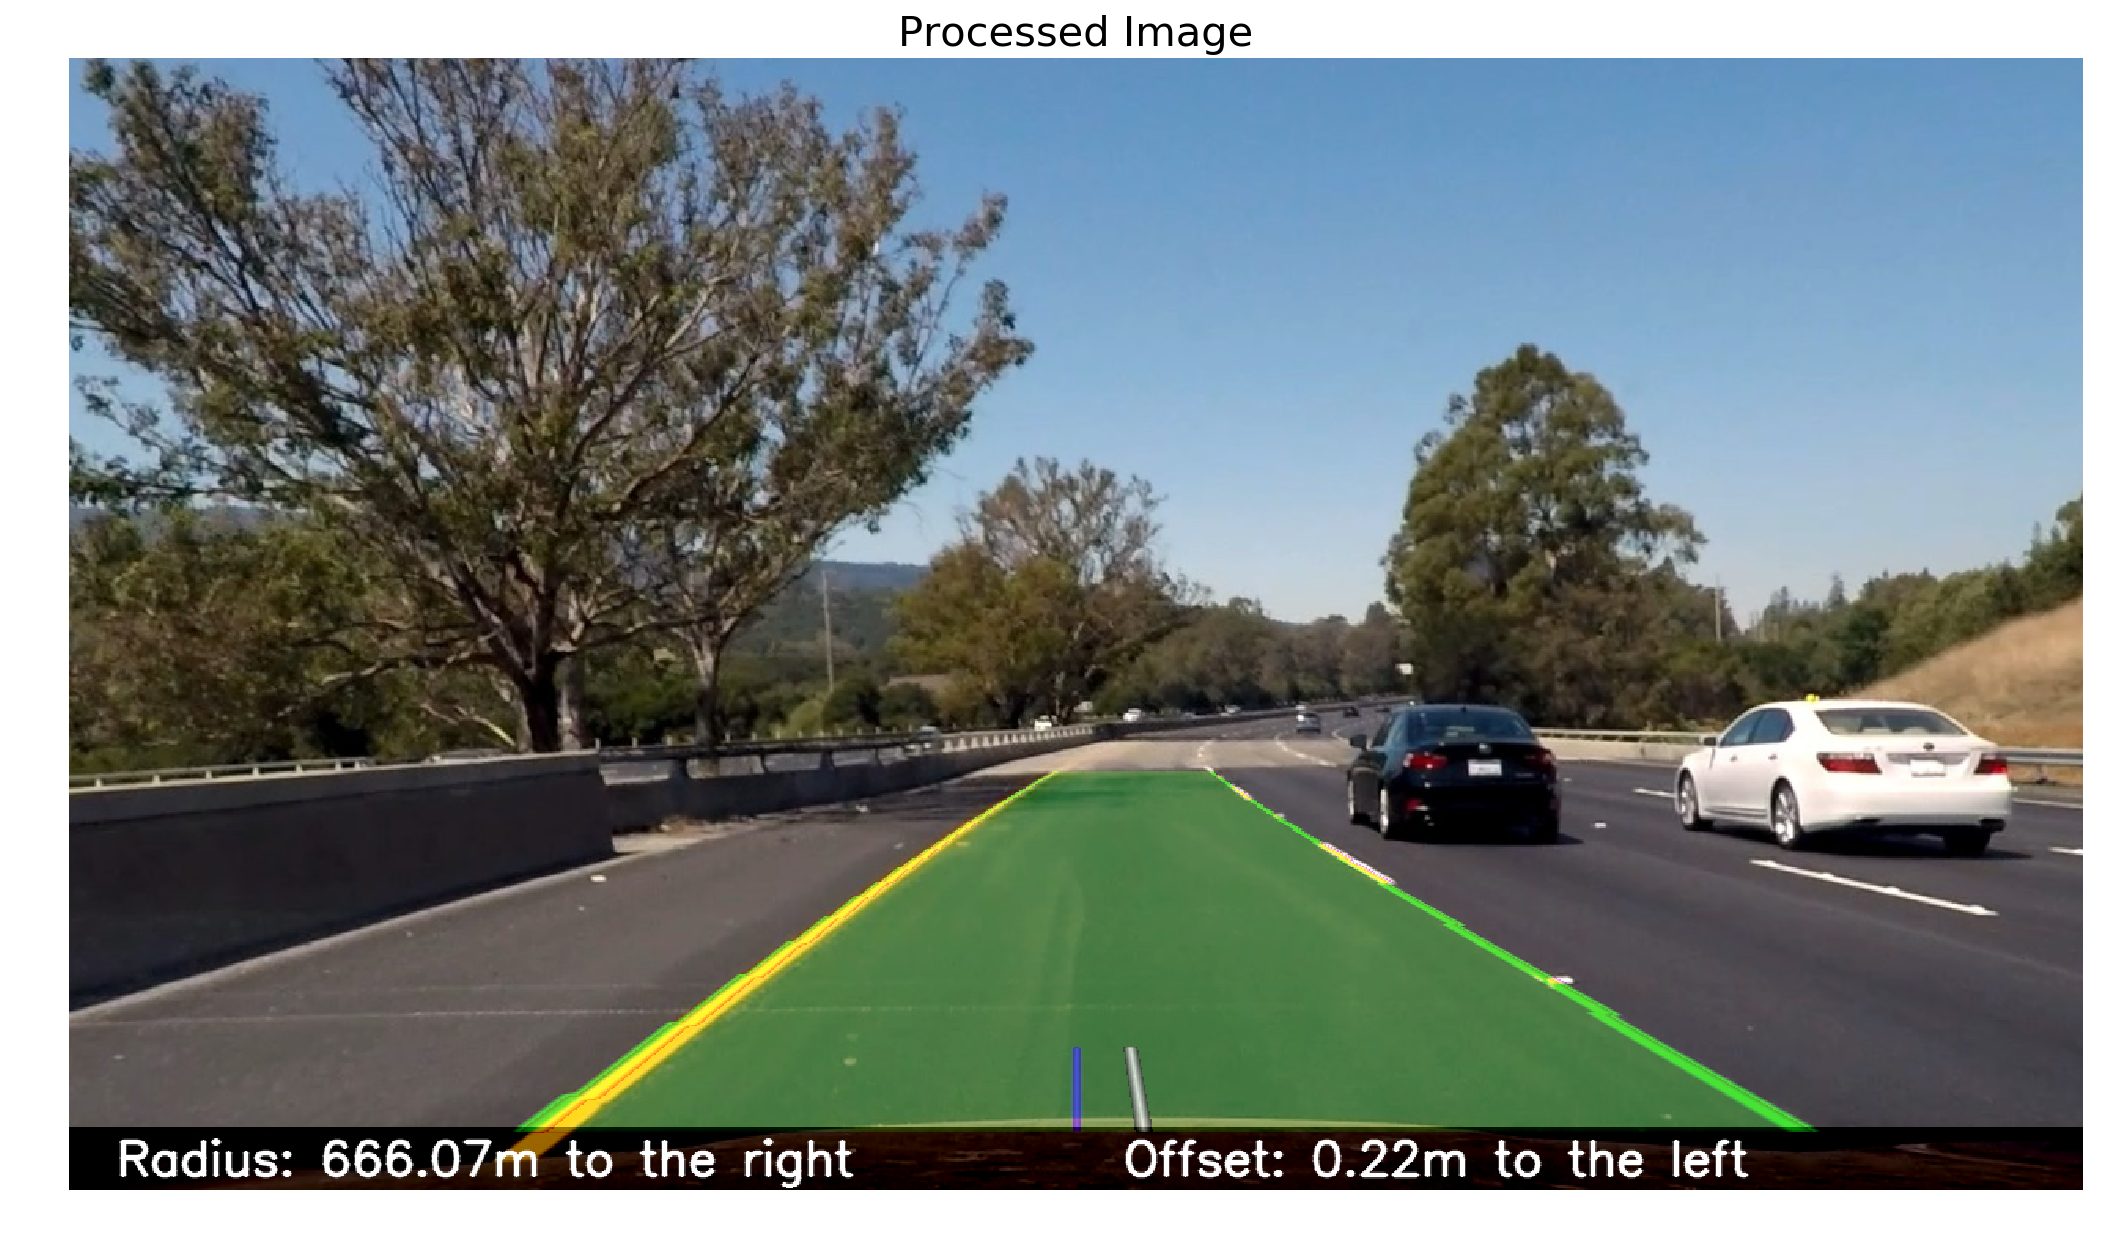 Processed Image
Radius: 666.07m to the right
Offset: 0.22m to the left